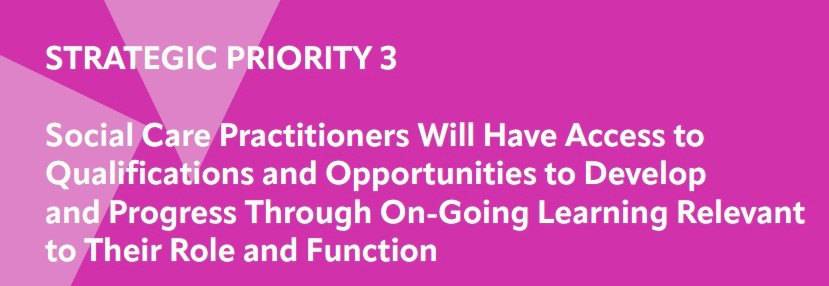 STRATEGIC PRIORITY 3
Social Care Practitioners Will Have Access to
Qualifications and Opportunities to Develop
and Progress Through On-Going Learning Relevant
to Their Role and Function